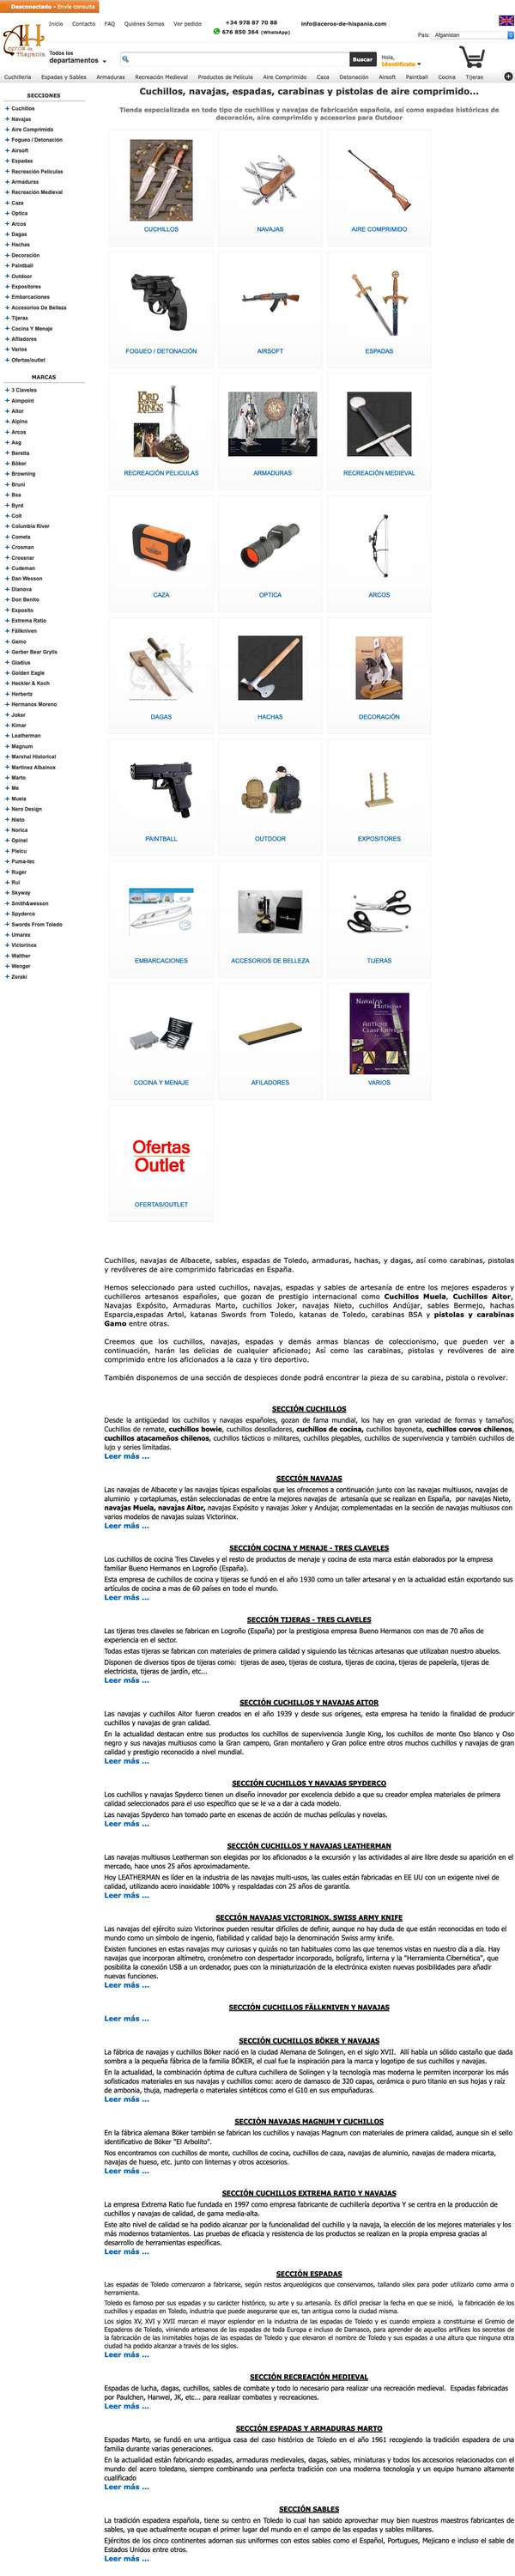 Desconectado - Envíe consulta
Inicio Contacto FAQ Quiénes Somos Ver pedido
+34 978 87 70 88
676 850 364 (WhatsApp)
info@aceros-de-hispania.com
País: Afganistan
AH
aceros de Hispania
Todos los
departamentos
Buscar
Hola,
Identifícate
Cuchillería Espadas y Sables Armaduras Recreación Medieval Productos de Película Aire Comprimido Caza Detonación Airsoft Paintball Cocina Tijeras
SECCIONES
Cuchillos
Navajas
Aire Comprimido
Fogueo / Detonación
Airsoft
Espadas
Recreación Películas
Armaduras
Recreación Medieval
Caza
Optica
Arcos
Dagas
Hachas
Decoración
Paintball
Outdoor
Expositores
Embarcaciones
Accesorios De Belleza
Tijeras
Cocina Y Menaje
Afiladores
Varios
Ofertas/outlet
MARCAS
3 Claveles
Aimpoint
Aitor
Alpino
Arcos
Asg
Beretta
Böker
Browning
Bruni
Bsa
Byrd
Colt
Columbia River
Cometa
Crosman
Crossnar
Cudeman
Dan Wesson
Dianova
Don Benito
Exposito
Extrema Ratio
Fällkniven
Gamo
Gerber Bear Grylls
Gladius
Golden Eagle
Heckler & Koch
Herbertz
Hermanos Moreno
Joker
Kimar
Leatherman
Magnum
Marshal Historical
Martinez Albainox
Marto
Me
Muela
Nero Design
Nieto
Norica
Opinel
Pielcu
Puma-tec
Ruger
Rui
Skyway
Smith&wesson
Spyderco
Swords From Toledo
Umarex
Victorinox
Walther
Wenger
Zoraki
Cuchillos, navajas, espadas, carabinas y pistolas de aire comprimido...
Tienda especializada en todo tipo de cuchillos y navajas de fabricación española, así como espadas históricas de
decoración, aire comprimido y accesorios para Outdoor
CUCHILLOS
NAVAJAS
AIRE COMPRIMIDO
FOGUEO / DETONACIÓN
AIRSOFT
ESPADAS
THE LORD OF THE RINGS
RECREACIÓN PELICULAS
ARMADURAS
RECREACIÓN MEDIEVAL
CAZA
OPTICA
ARCOS
DAGAS
HACHAS
DECORACIÓN
PAINTBALL
OUTDOOR
EXPOSITORES
EMBARCACIONES
ACCESORIOS DE BELLEZA
TIJERAS
COCINA Y MENAJE
AFILADORES
Navajas Antiguas
VARIOS
Ofertas
Outlet
OFERTAS/OUTLET
Cuchillos, navajas de Albacete, sables, espadas de Toledo, armaduras, hachas, y dagas, así como carabinas, pistolas
y revólveres de aire comprimido fabricadas en España.
Hemos seleccionado para usted cuchillos, navajas, espadas y sables de artesanía de entre los mejores espaderos y
cuchilleros artesanos españoles, que gozan de prestigio internacional como Cuchillos Muela, Cuchillos Aitor,
Navajas Expósito, Armaduras Marto, cuchillos Joker, navajas Nieto, cuchillos Andújar, sables Bermejo, hachas
Esparcia,espadas Artol, katanas Swords from Toledo, katanas de Toledo, carabinas BSA y pistolas y carabinas
Gamo entre otras.
Creemos que los cuchillos, navajas, espadas y demás armas blancas de coleccionismo, que pueden ver a
continuación, harán las delicias de cualquier aficionado; Así como las carabinas, pistolas y revólveres de aire
comprimido entre los aficionados a la caza y tiro deportivo.
También disponemos de una sección de despieces donde podrá encontrar la pieza de su carabina, pistola o revolver.
SECCIÓN CUCHILLOS
Desde la antigüedad los cuchillos y navajas españoles, gozan de fama mundial, los hay en gran variedad de formas y tamaños;
Cuchillos de remate, cuchillos bowie, cuchillos desolladores, cuchillos de cocina, cuchillos bayoneta, cuchillos corvos chilenos,
cuchillos atacameños chilenos, cuchillos tácticos o militares, cuchillos plegables, cuchillos de supervivencia y también cuchillos de
lujo y series limitadas.
Leer más ...
SECCIÓN NAVAJAS
Las navajas de Albacete y las navajas típicas españolas que les ofrecemos a continuación junto con las navajas multiusos, navajas de
aluminio y cortaplumas, están seleccionadas de entre la mejores navajas de artesanía que se realizan en España, por navajas Nieto,
navajas Muela, navajas Aitor, navajas Expósito y navajas Joker y Andujar, complementadas en la sección de navajas multiusos con
varios modelos de navajas suizas Victorinox.
Leer más ...
SECCIÓN COCINA Y MENAJE - TRES CLAVELES
Los cuchillos de cocina Tres Claveles y el resto de productos de menaje y cocina de esta marca están elaborados por la empresa
familiar Bueno Hermanos en Logroño (España).
Esta empresa de cuchillos de cocina y tijeras se fundó en el año 1930 como un taller artesanal y en la actualidad están exportando sus
artículos de cocina a mas de 60 países en todo el mundo.
Leer más ...
SECCIÓN TIJERAS - TRES CLAVELES
Las tijeras tres claveles se fabrican en Logroño (España) por la prestigiosa empresa Bueno Hermanos con mas de 70 años de
experiencia en el sector.
Todas estas tijeras se fabrican con materiales de primera calidad y siguiendo las técnicas artesanas que utilizaban nuestro abuelos.
Disponen de diversos tipos de tijeras como: tijeras de aseo, tijeras de costura, tijeras de cocina, tijeras de papelería, tijeras de
electricista, tijeras de jardín, etc...
Leer más ...
SECCIÓN CUCHILLOS Y NAVAJAS AITOR
Las navajas y cuchillos Aitor fueron creados en el año 1939 y desde sus orígenes, esta empresa ha tenido la finalidad de producir
cuchillos y navajas de gran calidad.
En la actualidad destacan entre sus productos los cuchillos de supervivencia Jungle King, los cuchillos de monte Oso blanco y Oso
negro y sus navajas multiusos como la Gran campero, Gran montañero y Gran police entre otros muchos cuchillos y navajas de gran
calidad y prestigio reconocido a nivel mundial.
Leer más ...
SECCIÓN CUCHILLOS Y NAVAJAS SPYDERCO
Los cuchillos y navajas Spyderco tienen un diseño innovador por excelencia debido a que su creador emplea materiales de primera
calidad seleccionados para el uso específico que se le va a dar a cada modelo.
Las navajas Spyderco han tomado parte en escenas de acción de muchas películas y novelas.
Leer más ...
SECCIÓN CUCHILLOS Y NAVAJAS LEATHERMAN
Las navajas multiusos Leatherman son elegidas por los aficionados a la excursión y las actividades al aire libre desde su aparición en el
mercado, hace unos 25 años aproximadamente.
Hoy LEATHERMAN es líder en la industria de las navajas multi-usos, las cuales están fabricadas en EE UU con un exigente nivel de
calidad, utilizando acero inoxidable 100% y respaldadas con 25 años de garantía.
Leer más ...
SECCIÓN NAVAJAS VICTORINOX. SWISS ARMY KNIFE
Las navajas del ejército suizo Victorinox pueden resultar difíciles de definir, aunque no hay duda de que están reconocidas en todo el
mundo como un símbolo de ingenio, fiabilidad y calidad bajo la denominación Swiss army knife.
Existen funciones en estas navajas muy curiosas y quizás no tan habituales como las que tenemos vistas en nuestro día a día. Hay
navajas que incorporan altímetro, cronómetro con despertador incorporado, bolígrafo, linterna y la "Herramienta Cibernética", que
posibilita la conexión USB a un ordenador, pues con la miniaturización de la electrónica existen nuevas posibilidades para añadir
nuevas funciones.
Leer más ...
SECCIÓN CUCHILLOS FÄLLKNIVEN Y NAVAJAS
Leer más ...
SECCIÓN CUCHILLOS BÖKER Y NAVAJAS
La fábrica de navajas y cuchillos Böker nació en la ciudad Alemana de Solingen, en el siglo XVII. Allí había un sólido castaño que dada
sombra a la pequeña fábrica de la familia BÖKER, el cual fue la inspiración para la marca y logotipo de sus cuchillos y navajas.
En la actualidad, la combinación óptima de cultura cuchillera de Solingen y la tecnología mas moderna le permiten incorporar los más
sofisticados materiales en sus navajas y cuchillos como: acero de damasco de 320 capas, cerámica o puro titanio en sus hojas y raíz
de ambonia, thuja, madreperla o materiales sintéticos como el G10 en sus empuñaduras.
Leer más ...
SECCIÓN NAVAJAS MAGNUM Y CUCHILLOS
En la fábrica alemana Böker también se fabrican los cuchillos y navajas Magnum con materiales de primera calidad, aunque sin el sello
identificativo de Böker "El Arbolito".
Nos encontramos con cuchillos de monte, cuchillos de cocina, cuchillos de caza, navajas de aluminio, navajas de madera micarta,
navajas de hueso, etc. junto con linternas y otros accesorios.
Leer más ...
SECCIÓN CUCHILLOS EXTREMA RATIO Y NAVAJAS
La empresa Extrema Ratio fue fundada en 1997 como empresa fabricante de cuchillería deportiva Y se centra en la producción de
cuchillos y navajas de calidad, de gama media-alta.
Este alto nivel de calidad se ha podido alcanzar por la funcionalidad del cuchillo y la navaja, la elección de los mejores materiales y los
más modernos tratamientos. Las pruebas de eficacia y resistencia de los productos se realizan en la propia empresa gracias al
desarrollo de herramientas específicas.
Leer más ...
SECCIÓN ESPADAS
Las espadas de Toledo comenzaron a fabricarse, según restos arqueológicos que conservamos, tallando silex para poder utilizarlo como arma o
herramienta.
Toledo es famoso por sus espadas y su carácter histórico, su arte y su artesanía. Es difícil precisar la fecha en que se inició, la fabricación de los
cuchillos y espadas en Toledo, industria que puede asegurarse que es, tan antigua como la ciudad misma.
Los siglos XV, XVI y XVII marcan el mayor esplendor en la industria de las espadas de Toledo y es cuando empieza a constituirse el Gremio de
Espaderos de Toledo, viniendo artesanos de las espadas de toda Europa e incluso de Damasco, para aprender de aquellos artífices los secretos de
la fabricación de las inimitables hojas de las espadas de Toledo y que elevaron el nombre de Toledo y sus espadas a una altura que ninguna otra
ciudad ha podido alcanzar a través de los siglos.
Leer más ...
SECCIÓN RECREACIÓN MEDIEVAL
Espadas de lucha, dagas, cuchillos, sables de combate y todo lo necesario para realizar una recreación medieval. Espadas fabricadas
por Paulchen, Hanwei, JK, etc... para realizar combates y recreaciones.
Leer más ...
SECCIÓN ESPADAS Y ARMADURAS MARTO
Espadas Marto, se fundó en una antigua casa del caso histórico de Toledo en el año 1961 recogiendo la tradición espadera de una
familia durante varias generaciones.
En la actualidad están fabricando espadas, armaduras medievales, dagas, sables, miniaturas y todos los accesorios relacionados con el
mundo del acero toledano, siempre combinando una perfecta tradición con una moderna tecnología y un equipo humano altamente
cualificado
Leer más ...
SECCIÓN SABLES
La tradición espadera española, tiene su centro en Toledo lo cual han sabido aprovechar muy bien nuestros maestros fabricantes de
sables, ya que actualmente ocupan el primer lugar del mundo en el campo de las espadas y sables militares.
Ejércitos de los cinco continentes adornan sus uniformes con estos sables como el Español, Portugues, Mejicano e incluso el sable de
Estados Unidos entre otros.
Leer más ...